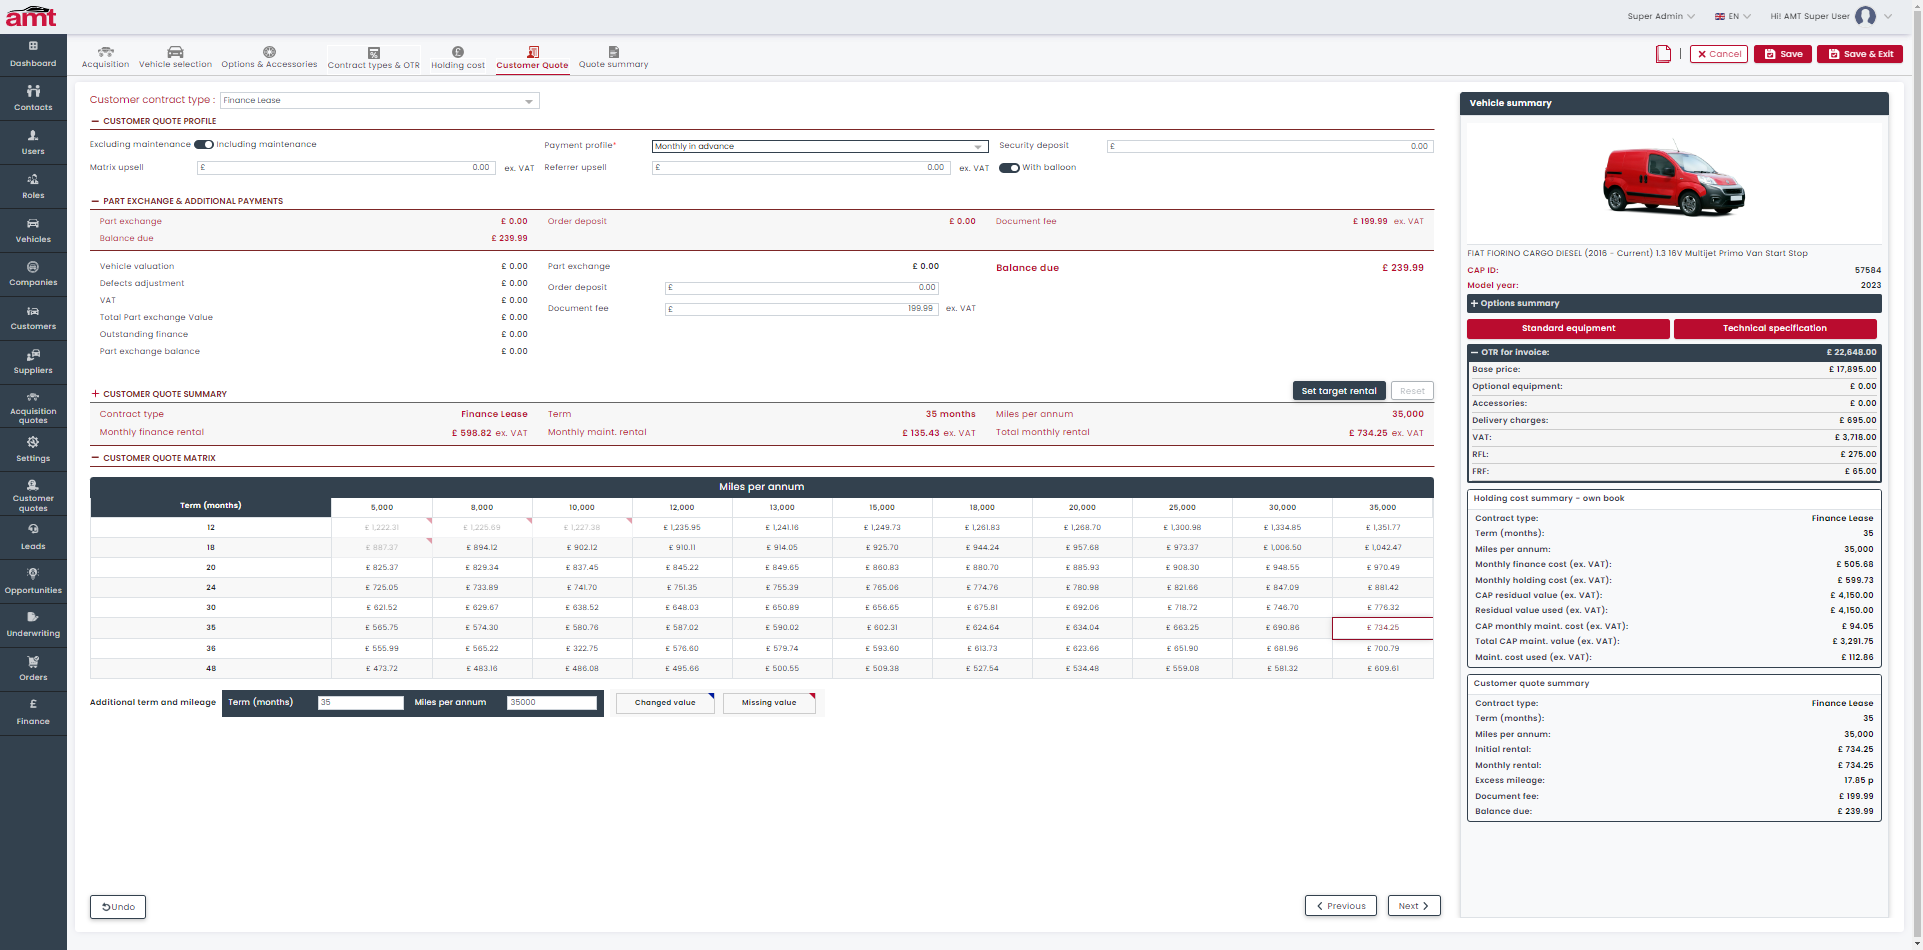 amt
Super Admin
EN
Hi! AMT Super User
Dashboard
Contacts
Users
Roles
Vehicles
Companies
Customers
Suppliers
Acquisition quotes
Settings
Customer quotes
Leads
Opportunities
Underwriting
Orders
Finance
Acquisition
Vehicle selection
Options & Accessories
Contract types & OTR
Holding cost
Customer Quote
Quote summary
Cancel
Save
Save & Exit
Customer contract type : Finance Lease
CUSTOMER QUOTE PROFILE
Excluding maintenance Including maintenance Payment profile* Monthly in advance Security deposit £ 0.00
Matrix upsell £ 0.00 ex. VAT Referrer upsell £ 0.00 ex. VAT With balloon
PART EXCHANGE & ADDITIONAL PAYMENTS
Part exchange £ 0.00 Order deposit £ 0.00 Document fee £ 199.99 ex. VAT
Balance due £ 239.99
Vehicle valuation £ 0.00 Part exchange £ 0.00 Balance due £ 239.99
Defects adjustment £ 0.00 Order deposit £ 0.00
VAT £ 0.00
Document fee £ 199.99 ex. VAT
Total Part exchange Value £ 0.00
Outstanding finance £ 0.00
Part exchange balance £ 0.00
CUSTOMER QUOTE SUMMARY Set target rental Reset
Contract type Finance Lease Term 35 months Miles per annum 35,000
Monthly finance rental £ 598.82 ex. VAT Monthly maint. rental £ 135.43 ex. VAT Total monthly rental £ 734.25 ex. VAT
CUSTOMER QUOTE MATRIX
Miles per annum
Term (months) 5,000 8,000 10,000 12,000 13,000 15,000 18,000 20,000 25,000 30,000 35,000
12 £ 1,222.31 £ 1,225.69 £ 1,227.38 £ 1,235.95 £ 1,241.16 £ 1,249.73 £ 1,261.83 £ 1,268.70 £ 1,300.98 £ 1,334.85 £ 1,351.77
18 £ 887.37 £ 894.12 £ 902.12 £ 910.11 £ 914.05 £ 925.70 £ 944.24 £ 957.68 £ 973.37 £ 1,006.50 £ 1,042.47
20 £ 825.37 £ 829.34 £ 837.45 £ 845.22 £ 849.65 £ 860.83 £ 880.70 £ 885.93 £ 908.30 £ 948.55 £ 970.49
24 £ 725.05 £ 733.89 £ 741.70 £ 751.35 £ 755.39 £ 765.06 £ 774.76 £ 780.98 £ 821.66 £ 847.09 £ 881.42
30 £ 621.52 £ 629.67 £ 638.52 £ 648.03 £ 650.89 £ 656.65 £ 675.81 £ 692.06 £ 718.72 £ 746.70 £ 776.32
35 £ 565.75 £ 574.30 £ 580.76 £ 587.02 £ 590.02 £ 602.31 £ 624.64 £ 634.04 £ 663.25 £ 690.86 £ 734.25
36 £ 555.99 £ 565.22 £ 322.75 £ 576.60 £ 579.74 £ 593.60 £ 613.73 £ 623.66 £ 651.90 £ 681.96 £ 700.79
48 £ 473.72 £ 483.16 £ 486.08 £ 495.66 £ 500.55 £ 509.38 £ 527.54 £ 534.48 £ 559.08 £ 581.32 £ 609.61
Additional term and mileage Term (months) 35 Miles per annum 35000 Changed value Missing value
Undo
Previous
Next
Vehicle summary
FIAT FIORINO CARGO DIESEL (2016 - Current) 1.3 16V Multijet Primo Van Start Stop
CAP ID: 57584
Model year: 2023
Options summary
Standard equipment Technical specification
OTR for invoice: £ 22,648.00
Base price: £ 17,895.00
Optional equipment: £ 0.00
Accessories: £ 0.00
Delivery charges: £ 695.00
VAT: £ 3,718.00
RFL: £ 275.00
FRF: £ 65.00
Holding cost summary - own book
Contract type: Finance Lease
Term (months): 35
Miles per annum: 35,000
Monthly finance cost (ex. VAT): £ 505.68
Monthly holding cost (ex. VAT): £ 599.73
CAP residual value (ex. VAT): £ 4,150.00
Residual value used (ex. VAT): £ 4,150.00
CAP monthly maint. cost (ex. VAT): £ 94.05
Total CAP maint. value (ex. VAT): £ 3,291.75
Maint. cost used (ex. VAT): £ 112.86
Customer quote summary
Contract type: Finance Lease
Term (months): 35
Miles per annum: 35,000
Initial rental: £ 734.25
Monthly rental: £ 734.25
Excess mileage: 17.85 p
Document fee: £ 199.99
Balance due: £ 239.99